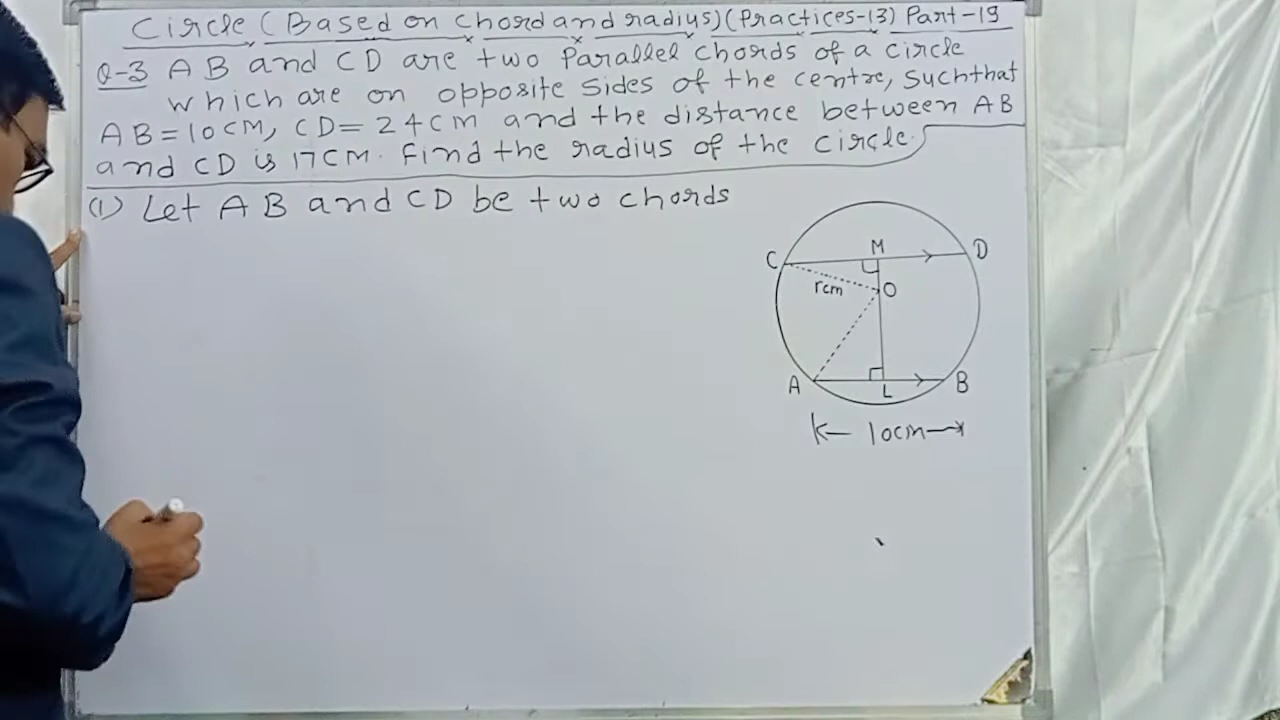 Circle (Based on chord and radius) (Practices-13) Part-19
Q-3 AB and CD are two Parallel chords of a circle
which are on opposite sides of the centre, such that
AB=10CM, CD=24CM and the distance between AB
and CD is 17CM. Find the radius of the circle.
(1) Let AB and CD be two chords
C M D
rcm O
A L B
10cm